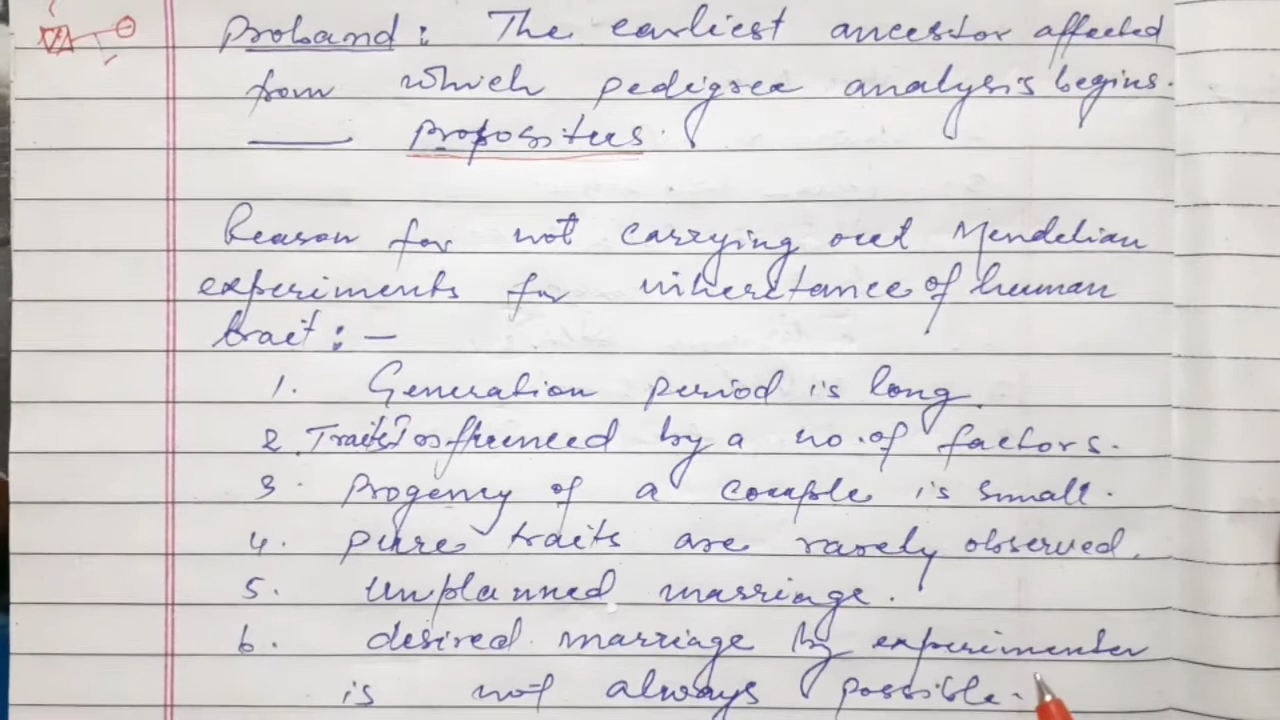 Proband : The earliest ancestor affected
from which pedigree analysis begins.
Propositus.
Reason for not carrying out Mendelian
experiments for inheritance of human
trait : -
1. Generation period is long.
2. Traits by a no. of factors.
3. Progeny of a couple is small.
4. pure traits are rarely observed.
5. Unplanned marriage.
6. desired marriage by experimenter
is not always possible.